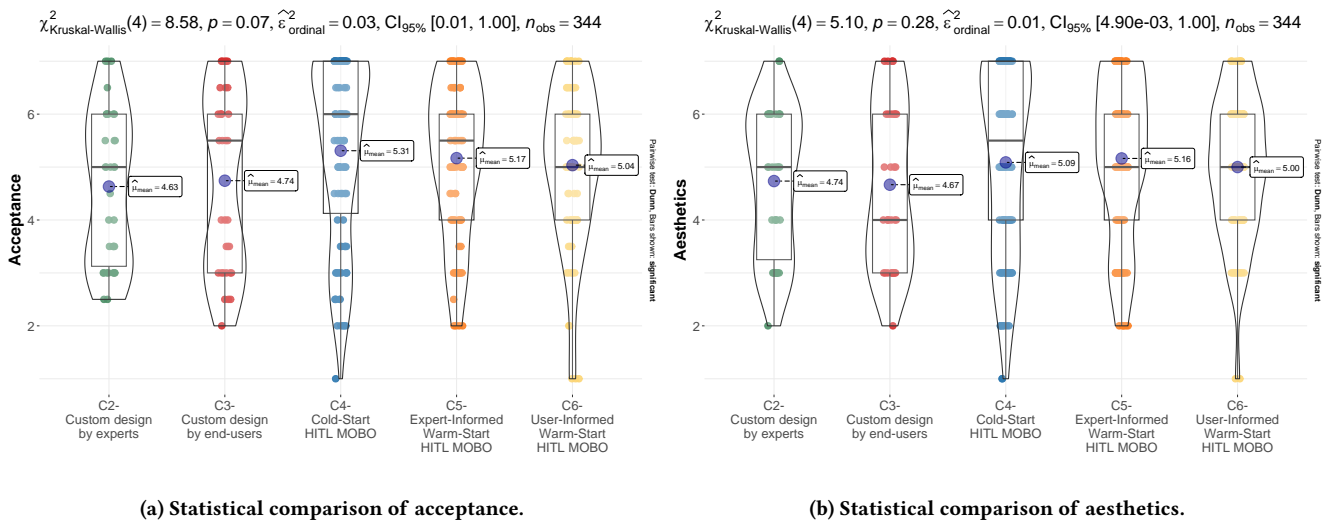 χ²Kruskal-Wallis(4) = 8.58, p = 0.07, ε̂²ordinal = 0.03, CI95% [0.01, 1.00], nobs = 344
Acceptance
6
4
2
μ̂mean = 4.63
μ̂mean = 4.74
μ̂mean = 5.31
μ̂mean = 5.17
μ̂mean = 5.04
Pairwise test: Dunn, Bars shown: significant
C2-
Custom design
by experts
C3-
Custom design
by end-users
C4-
Cold-Start
HITL MOBO
C5-
Expert-Informed
Warm-Start
HITL MOBO
C6-
User-Informed
Warm-Start
HITL MOBO
(a) Statistical comparison of acceptance.
χ²Kruskal-Wallis(4) = 5.10, p = 0.28, ε̂²ordinal = 0.01, CI95% [4.90e-03, 1.00], nobs = 344
Aesthetics
6
4
2
μ̂mean = 4.74
μ̂mean = 4.67
μ̂mean = 5.09
μ̂mean = 5.16
μ̂mean = 5.00
Pairwise test: Dunn, Bars shown: significant
C2-
Custom design
by experts
C3-
Custom design
by end-users
C4-
Cold-Start
HITL MOBO
C5-
Expert-Informed
Warm-Start
HITL MOBO
C6-
User-Informed
Warm-Start
HITL MOBO
(b) Statistical comparison of aesthetics.